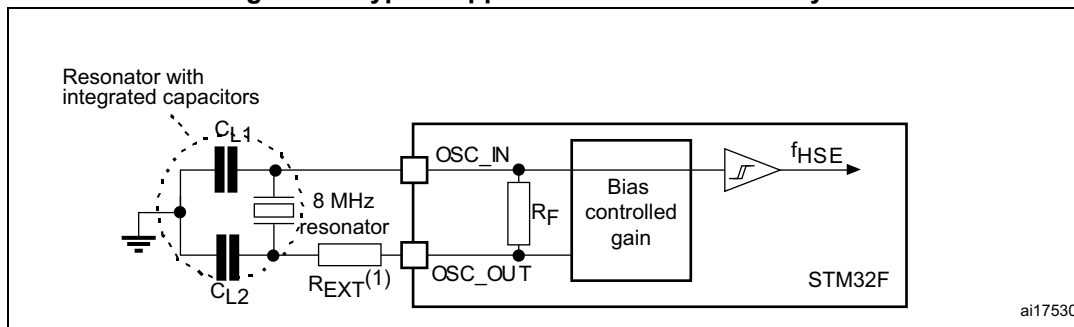 Resonator with
integrated capacitors
CL1
OSC_IN
fHSE
8 MHz
resonator
RF
Bias
controlled
gain
REXT(1)
OSC_OUT
STM32F
CL2
ai17530